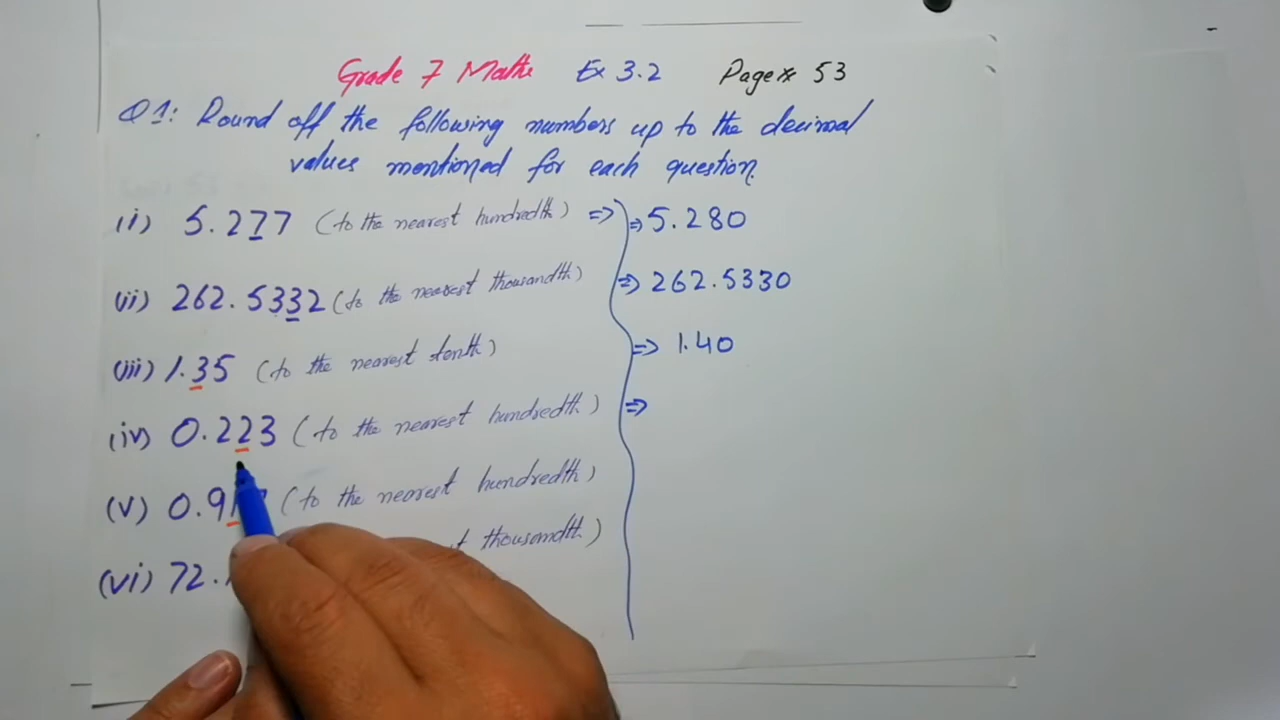 Grade 7 Maths Ex 3.2 Page # 53
Q1: Round off the following numbers up to the decimal
values mentioned for each question.
(i) 5.277 (to the nearest hundredth) => => 5.280
(ii) 262.5332 (to the nearest thousandth) => 262.5330
(iii) 1.35 (to the nearest tenth) => 1.40
(iv) 0.223 (to the nearest hundredth) =>
(v) 0.91 (to the nearest hundredth)
(vi) 72. thousandth)